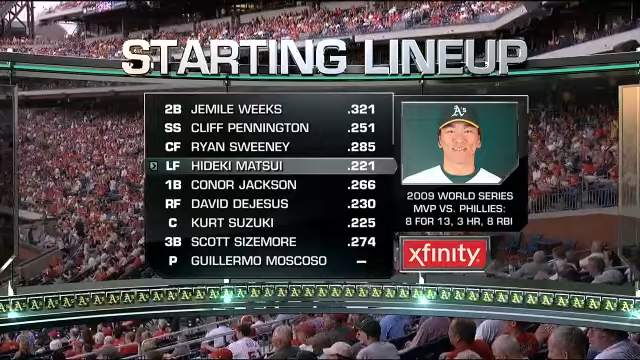 STARTING LINEUP
2B JEMILE WEEKS .321
SS CLIFF PENNINGTON .251
CF RYAN SWEENEY .285
LF HIDEKI MATSUI .221
1B CONOR JACKSON .266
RF DAVID DEJESUS .230
C KURT SUZUKI .225
3B SCOTT SIZEMORE .274
P GUILLERMO MOSCOSO –
A's
2009 WORLD SERIES
MVP VS. PHILLIES:
8 FOR 13, 3 HR, 8 RBI
xfinity